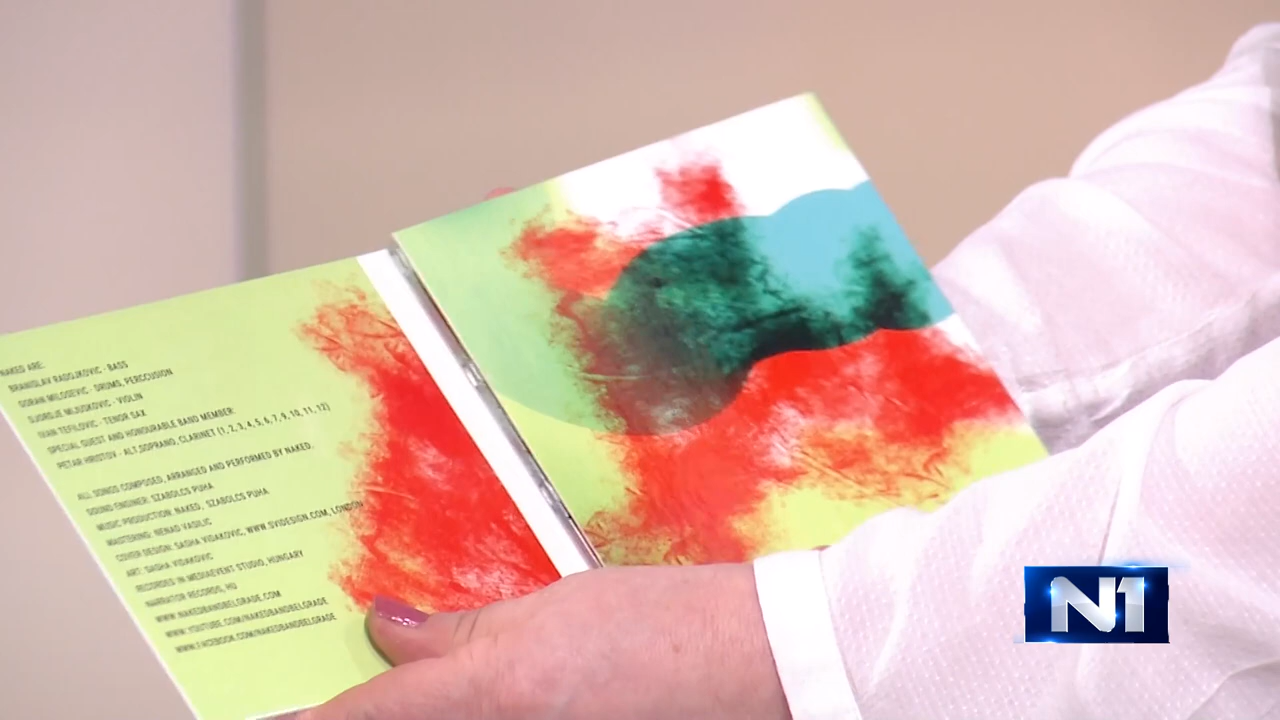 NAKED ARE:
BRANISLAV RADOJKOVIC - BASS
GORAN MILOSEVIC - DRUMS, PERCCUSION
DJORDJE MIJUSKOVIC - VIOLIN
IVAN TEFILOVIC - TENOR SAX
SPECIAL GUEST AND HONOURABLE BAND MEMBER:
PETAR HRISTOV - ALT,SOPRANO, CLARINET (1, 2, 3, 4, 5, 6, 7, 9, 10, 11, 12)
ALL SONGS COMPOSED, ARRANGED AND PERFORMED BY NAKED.
SOUND ENGINEER: SZABOLCS PUHA
MUSIC PRODUCTION: NAKED, SZABOLCS PUHA
MASTERING: NENAD VASILIC
COVER DESIGN: SASHA VIDAKOVIC, WWW.SVIDESIGN.COM, LONDON
ART: SASHA VIDAKOVIC
RECORDED IN MEDIAEVENT STUDIO, HUNGARY
NARRATOR RECORDS, HU
WWW.NAKEDBANDBELGRADE.COM
WWW.YOUTUBE.COM/NAKEDBANDBELGRADE
WWW.FACEBOOK.COM/NAKEDBANDBELGRADE
N1